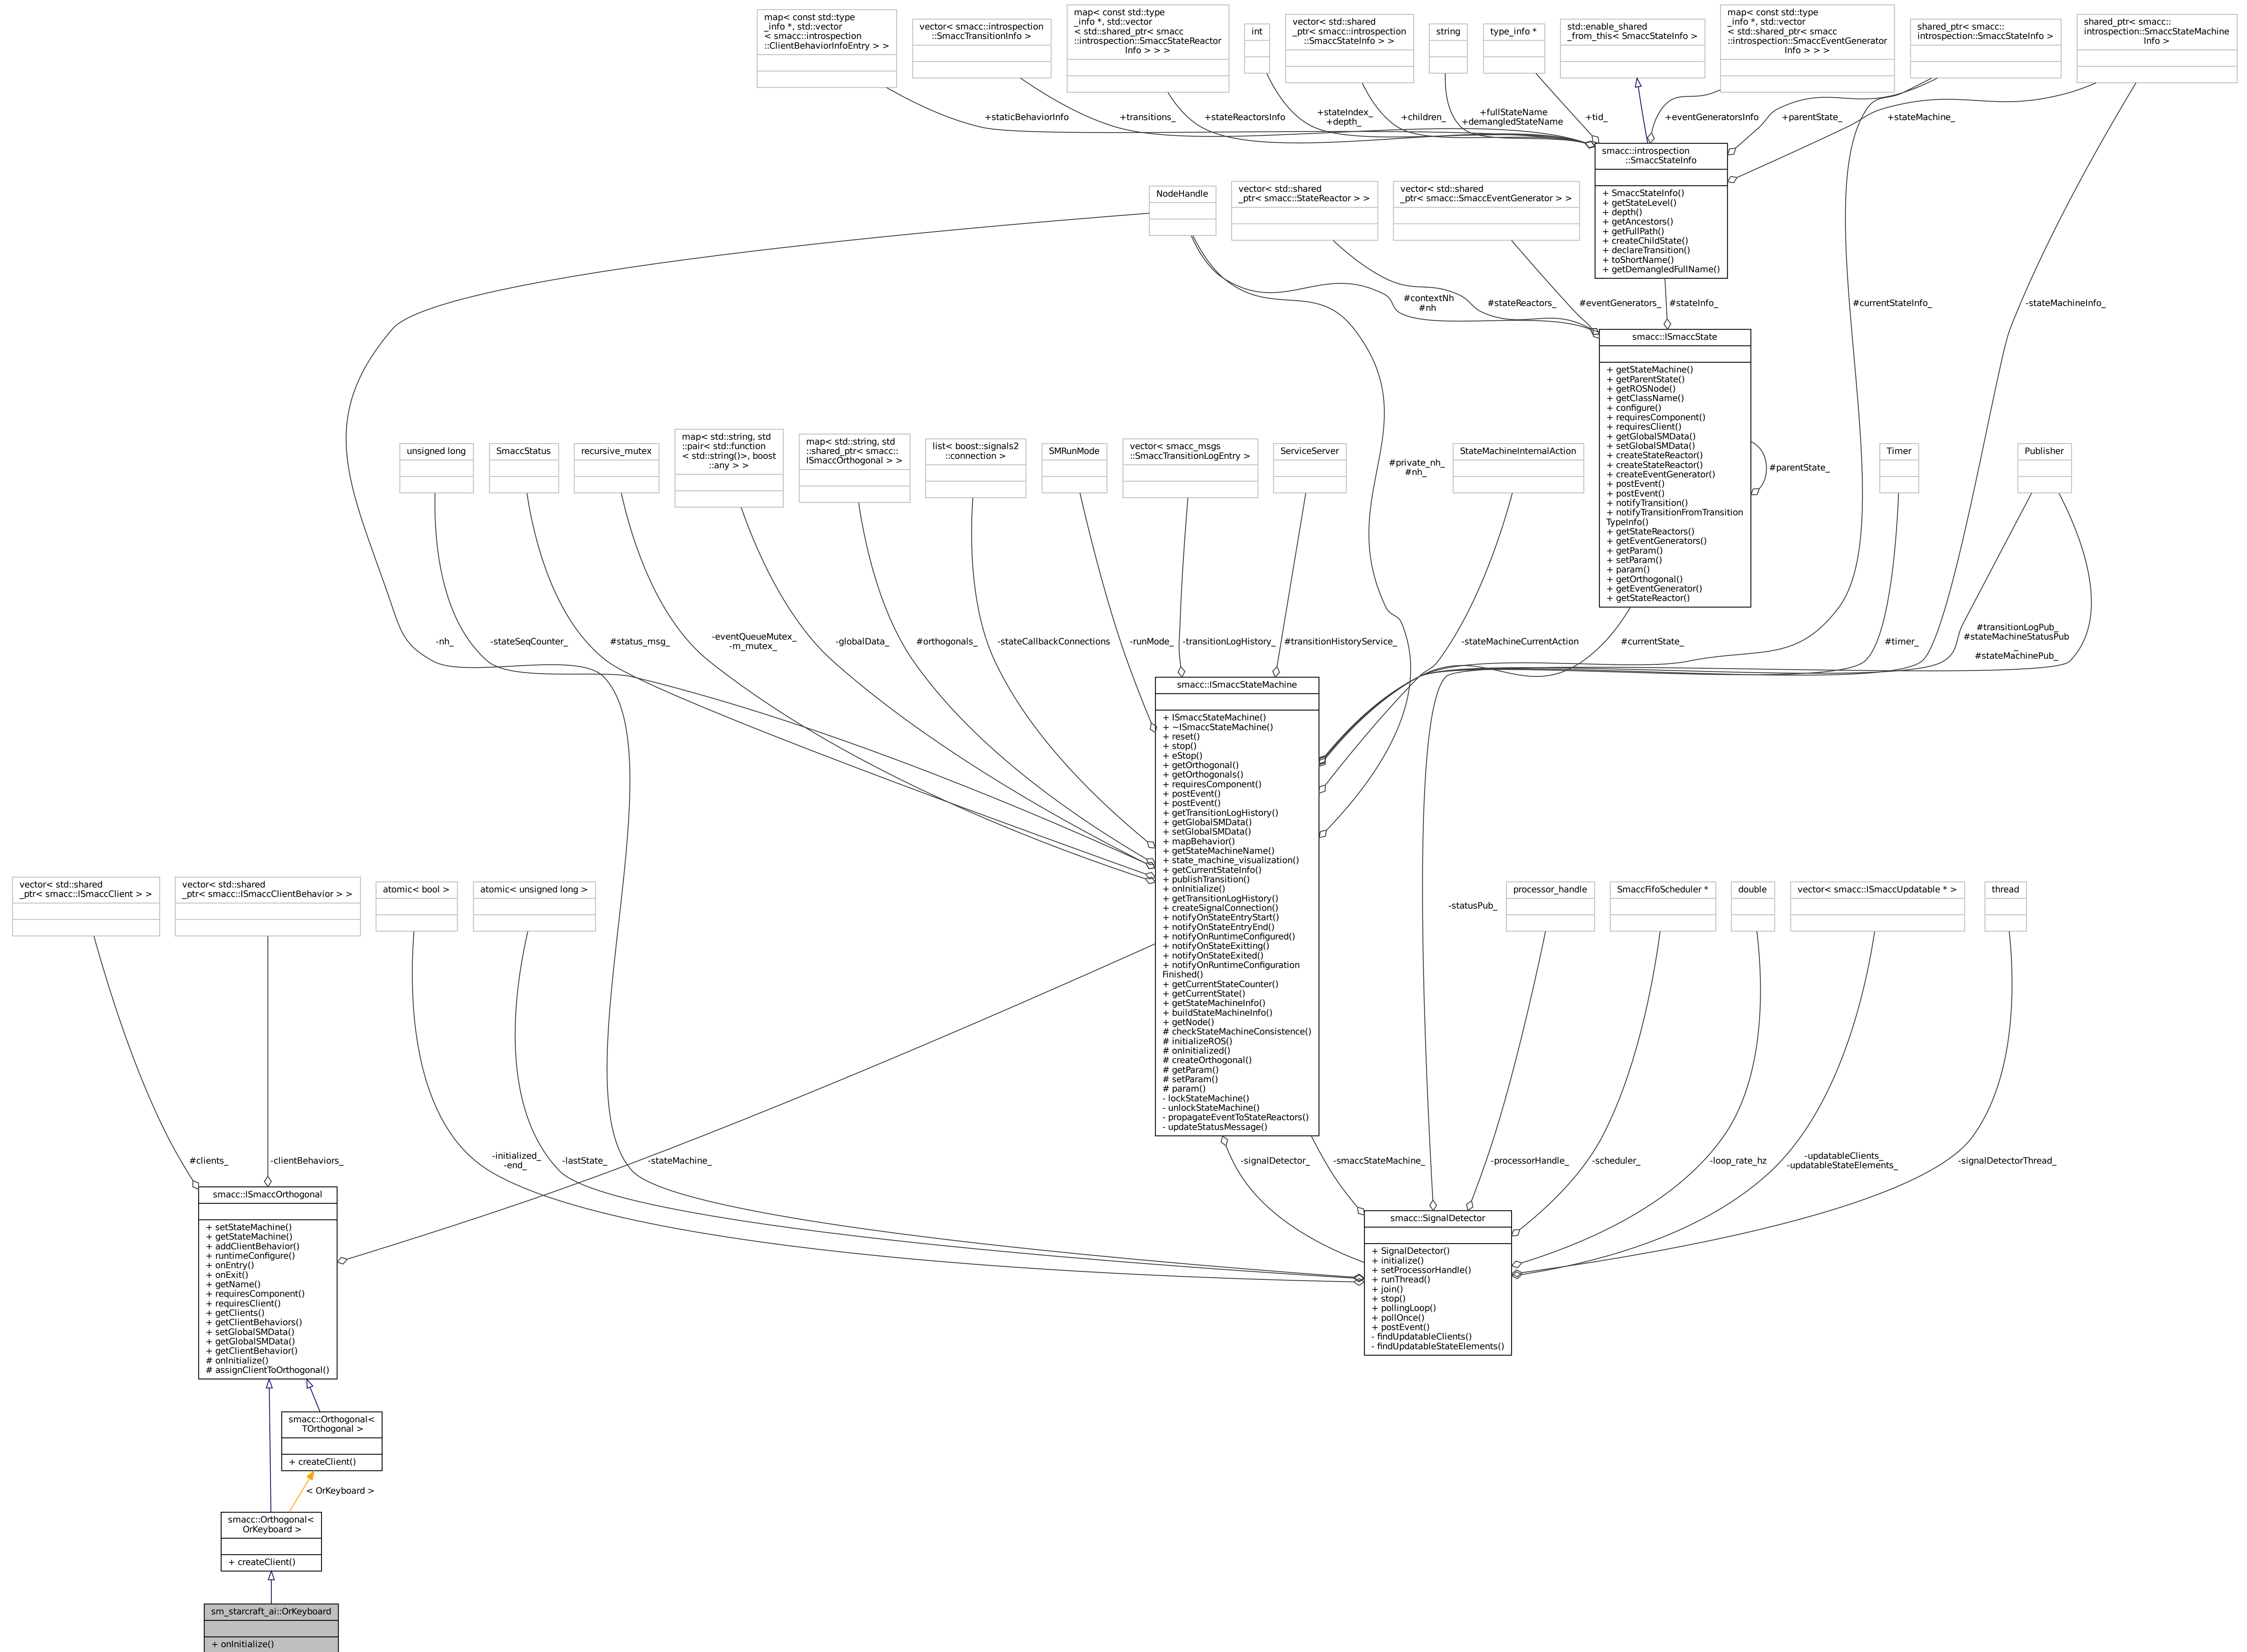 map< const std::type
_info *, std::vector
< smacc::introspection
::ClientBehaviorInfoEntry > >
vector< smacc::introspection
::SmaccTransitionInfo >
map< const std::type
_info *, std::vector
< std::shared_ptr< smacc
::introspection::SmaccStateReactor
Info > > >
int
vector< std::shared
_ptr< smacc::introspection
::SmaccStateInfo > >
string
type_info *
std::enable_shared
_from_this< SmaccStateInfo >
map< const std::type
_info *, std::vector
< std::shared_ptr< smacc
::introspection::SmaccEventGenerator
Info > > >
shared_ptr< smacc::
introspection::SmaccStateInfo >
shared_ptr< smacc::
introspection::SmaccStateMachine
Info >
+staticBehaviorInfo
+transitions_
+stateReactorsInfo
+stateIndex_
+depth_
+children_
+fullStateName
+demangledStateName
+tid_
+eventGeneratorsInfo
+parentState_
+stateMachine_
smacc::introspection
::SmaccStateInfo
+ SmaccStateInfo()
+ getStateLevel()
+ depth()
+ getAncestors()
+ getFullPath()
+ createChildState()
+ declareTransition()
+ toShortName()
+ getDemangledFullName()
NodeHandle
vector< std::shared
_ptr< smacc::StateReactor > >
vector< std::shared
_ptr< smacc::SmaccEventGenerator > >
#contextNh
#nh
#stateReactors_
#eventGenerators_
#stateInfo_
#currentStateInfo_
-stateMachineInfo_
smacc::ISmaccState
+ getStateMachine()
+ getParentState()
+ getROSNode()
+ getClassName()
+ configure()
+ requiresComponent()
+ requiresClient()
+ getGlobalSMData()
+ setGlobalSMData()
+ createStateReactor()
+ createStateReactor()
+ createEventGenerator()
+ postEvent()
+ postEvent()
+ notifyTransition()
+ notifyTransitionFromTransition
TypeInfo()
+ getStateReactors()
+ getEventGenerators()
+ getParam()
+ setParam()
+ param()
+ getOrthogonal()
+ getEventGenerator()
+ getStateReactor()
#parentState_
unsigned long
SmaccStatus
recursive_mutex
map< std::string, std
::pair< std::function
< std::string()>, boost
::any > >
map< std::string, std
::shared_ptr< smacc::
ISmaccOrthogonal > >
list< boost::signals2
::connection >
SMRunMode
vector< smacc_msgs
::SmaccTransitionLogEntry >
ServiceServer
#private_nh_
#nh_
StateMachineInternalAction
Timer
Publisher
-nh_
-stateSeqCounter_
#status_msg_
-eventQueueMutex_
-m_mutex_
-globalData_
#orthogonals_
-stateCallbackConnections
-runMode_
-transitionLogHistory_
#transitionHistoryService_
-stateMachineCurrentAction
#currentState_
#timer_
#transitionLogPub_
#stateMachineStatusPub
_
#stateMachinePub_
smacc::ISmaccStateMachine
+ ISmaccStateMachine()
+ ~ISmaccStateMachine()
+ reset()
+ stop()
+ eStop()
+ getOrthogonal()
+ getOrthogonals()
+ requiresComponent()
+ postEvent()
+ postEvent()
+ getTransitionLogHistory()
+ getGlobalSMData()
+ setGlobalSMData()
+ mapBehavior()
+ getStateMachineName()
+ state_machine_visualization()
+ getCurrentStateInfo()
+ publishTransition()
+ onInitialize()
+ getTransitionLogHistory()
+ createSignalConnection()
+ notifyOnStateEntryStart()
+ notifyOnStateEntryEnd()
+ notifyOnRuntimeConfigured()
+ notifyOnStateExitting()
+ notifyOnStateExited()
+ notifyOnRuntimeConfiguration
Finished()
+ getCurrentStateCounter()
+ getCurrentState()
+ getStateMachineInfo()
+ buildStateMachineInfo()
+ getNode()
# checkStateMachineConsistence()
# initializeROS()
# onInitialized()
# createOrthogonal()
# getParam()
# setParam()
# param()
- lockStateMachine()
- unlockStateMachine()
- propagateEventToStateReactors()
- updateStatusMessage()
vector< std::shared
_ptr< smacc::ISmaccClient > >
vector< std::shared
_ptr< smacc::ISmaccClientBehavior > >
atomic< bool >
atomic< unsigned long >
-statusPub_
processor_handle
SmaccFifoScheduler *
double
vector< smacc::ISmaccUpdatable * >
thread
#clients_
-clientBehaviors_
-initialized_
-end_
-lastState_
-stateMachine_
-signalDetector_
-smaccStateMachine_
-processorHandle_
-scheduler_
-loop_rate_hz
-updatableClients_
-updatableStateElements_
-signalDetectorThread_
smacc::ISmaccOrthogonal
+ setStateMachine()
+ getStateMachine()
+ addClientBehavior()
+ runtimeConfigure()
+ onEntry()
+ onExit()
+ getName()
+ requiresComponent()
+ requiresClient()
+ getClients()
+ getClientBehaviors()
+ setGlobalSMData()
+ getGlobalSMData()
+ getClientBehavior()
# onInitialize()
# assignClientToOrthogonal()
smacc::SignalDetector
+ SignalDetector()
+ initialize()
+ setProcessorHandle()
+ runThread()
+ join()
+ stop()
+ pollingLoop()
+ pollOnce()
+ postEvent()
- findUpdatableClients()
- findUpdatableStateElements()
smacc::Orthogonal<
TOrthogonal >
+ createClient()
< OrKeyboard >
smacc::Orthogonal<
OrKeyboard >
+ createClient()
sm_starcraft_ai::OrKeyboard
+ onInitialize()